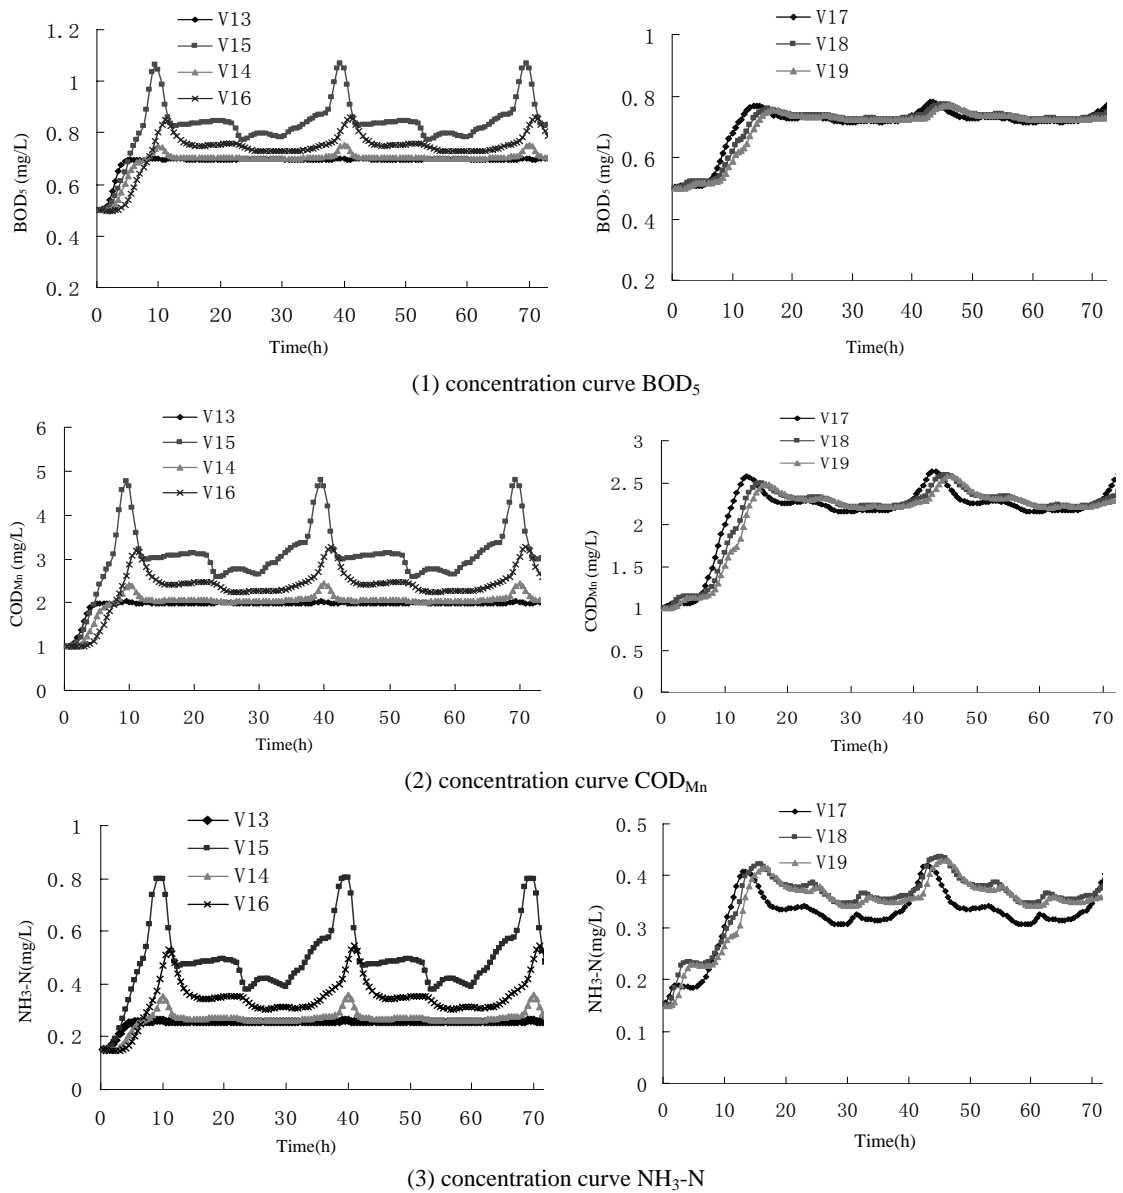 V13
V15
V14
V16
1.2
1
0.8
0.6
0.4
0.2
BOD₅ (mg/L)
0 10 20 30 40 50 60 70
Time(h)
V17
V18
V19
1
0.8
0.6
0.4
0.2
BOD₅ (mg/L)
0 10 20 30 40 50 60 70
Time(h)
(1) concentration curve BOD₅
V13
V15
V14
V16
6
5
4
3
2
1
0
COD_Mn (mg/L)
0 10 20 30 40 50 60 70
Time(h)
V17
V18
V19
3
2.5
2
1.5
1
0.5
0
COD_Mn (mg/L)
0 10 20 30 40 50 60 70
Time(h)
(2) concentration curve COD_Mn
V13
V15
V14
V16
1
0.8
0.6
0.4
0.2
0
NH₃-N(mg/L)
0 10 20 30 40 50 60 70
Time(h)
V17
V18
V19
0.5
0.4
0.3
0.2
0.1
0
NH₃-N(mg/L)
0 10 20 30 40 50 60 70
Time(h)
(3) concentration curve NH₃-N